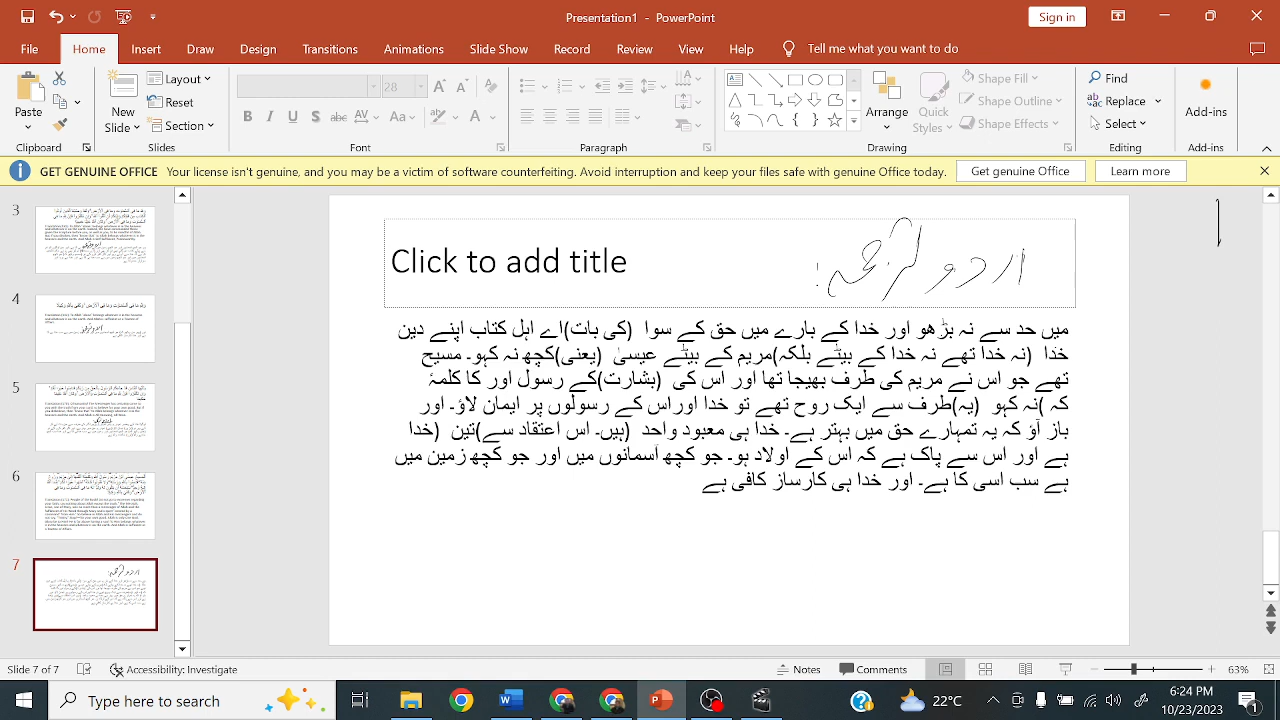 Presentation1 - PowerPoint
Sign in
File Home Insert Draw Design Transitions Animations Slide Show Record Review View Help Tell me what you want to do
Paste
New Slide
Layout
Reset
Section
28
B I U S abc AV Aa A
Arrange
Quick Styles
Shape Fill
Shape Outline
Shape Effects
Find
Replace
Select
Add-ins
Clipboard Slides Font Paragraph Drawing Editing Add-ins
GET GENUINE OFFICE Your license isn't genuine, and you may be a victim of software counterfeiting. Avoid interruption and keep your files safe with genuine Office today. Get genuine Office Learn more
3
4
5
6
7
Click to add title
اردو ترجمہ:
میں حد سے نہ بڑھو اور خدا کے بارے میں حق کے سوا (کی بات)اے اہل کتاب اپنے دین
خدا (نہ خدا تھے نہ خدا کے بیٹے بلکہ)مریم کے بیٹے عیسیٰ (یعنی)کچھ نہ کہو۔ مسیح
تھے جو اس نے مریم کی طرف بھیجا تھا اور اس کی (بشارت)کے رسول اور کا کلمۂ
کہ )نہ کہو (یہ)طرف سے ایک روح تھے تو خدا اوراس کے رسولوں پر ایمان لاؤ۔ اور
باز آؤ کہ یہ تمہارے حق میں بہتر ہے۔ خدا ہی معبود واحد (ہیں۔ اس اعتقاد سے)تین (خدا
ہے اور اس سے پاک ہے کہ اس کے اولاد ہو۔ جو کچھ آسمانوں میں اور جو کچھ زمین میں
ہے سب اسی کا ہے۔ اور خدا ہی کارساز کافی ہے
Slide 7 of 7 Accessibility: Investigate Notes Comments 63%
Type here to search
22°C
6:24 PM
10/23/2023